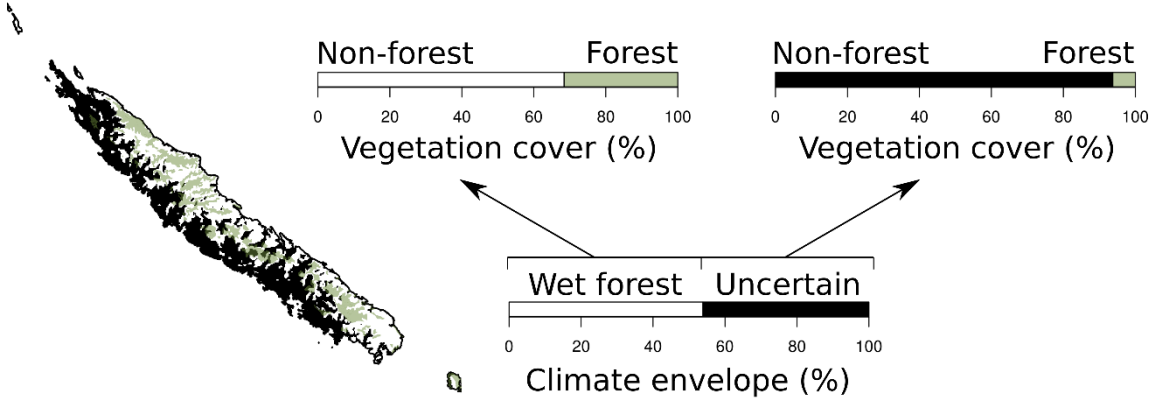 Non-forest Forest
0 20 40 60 80 100
Vegetation cover (%)
Non-forest Forest
0 20 40 60 80 100
Vegetation cover (%)
Wet forest Uncertain
0 20 40 60 80 100
Climate envelope (%)